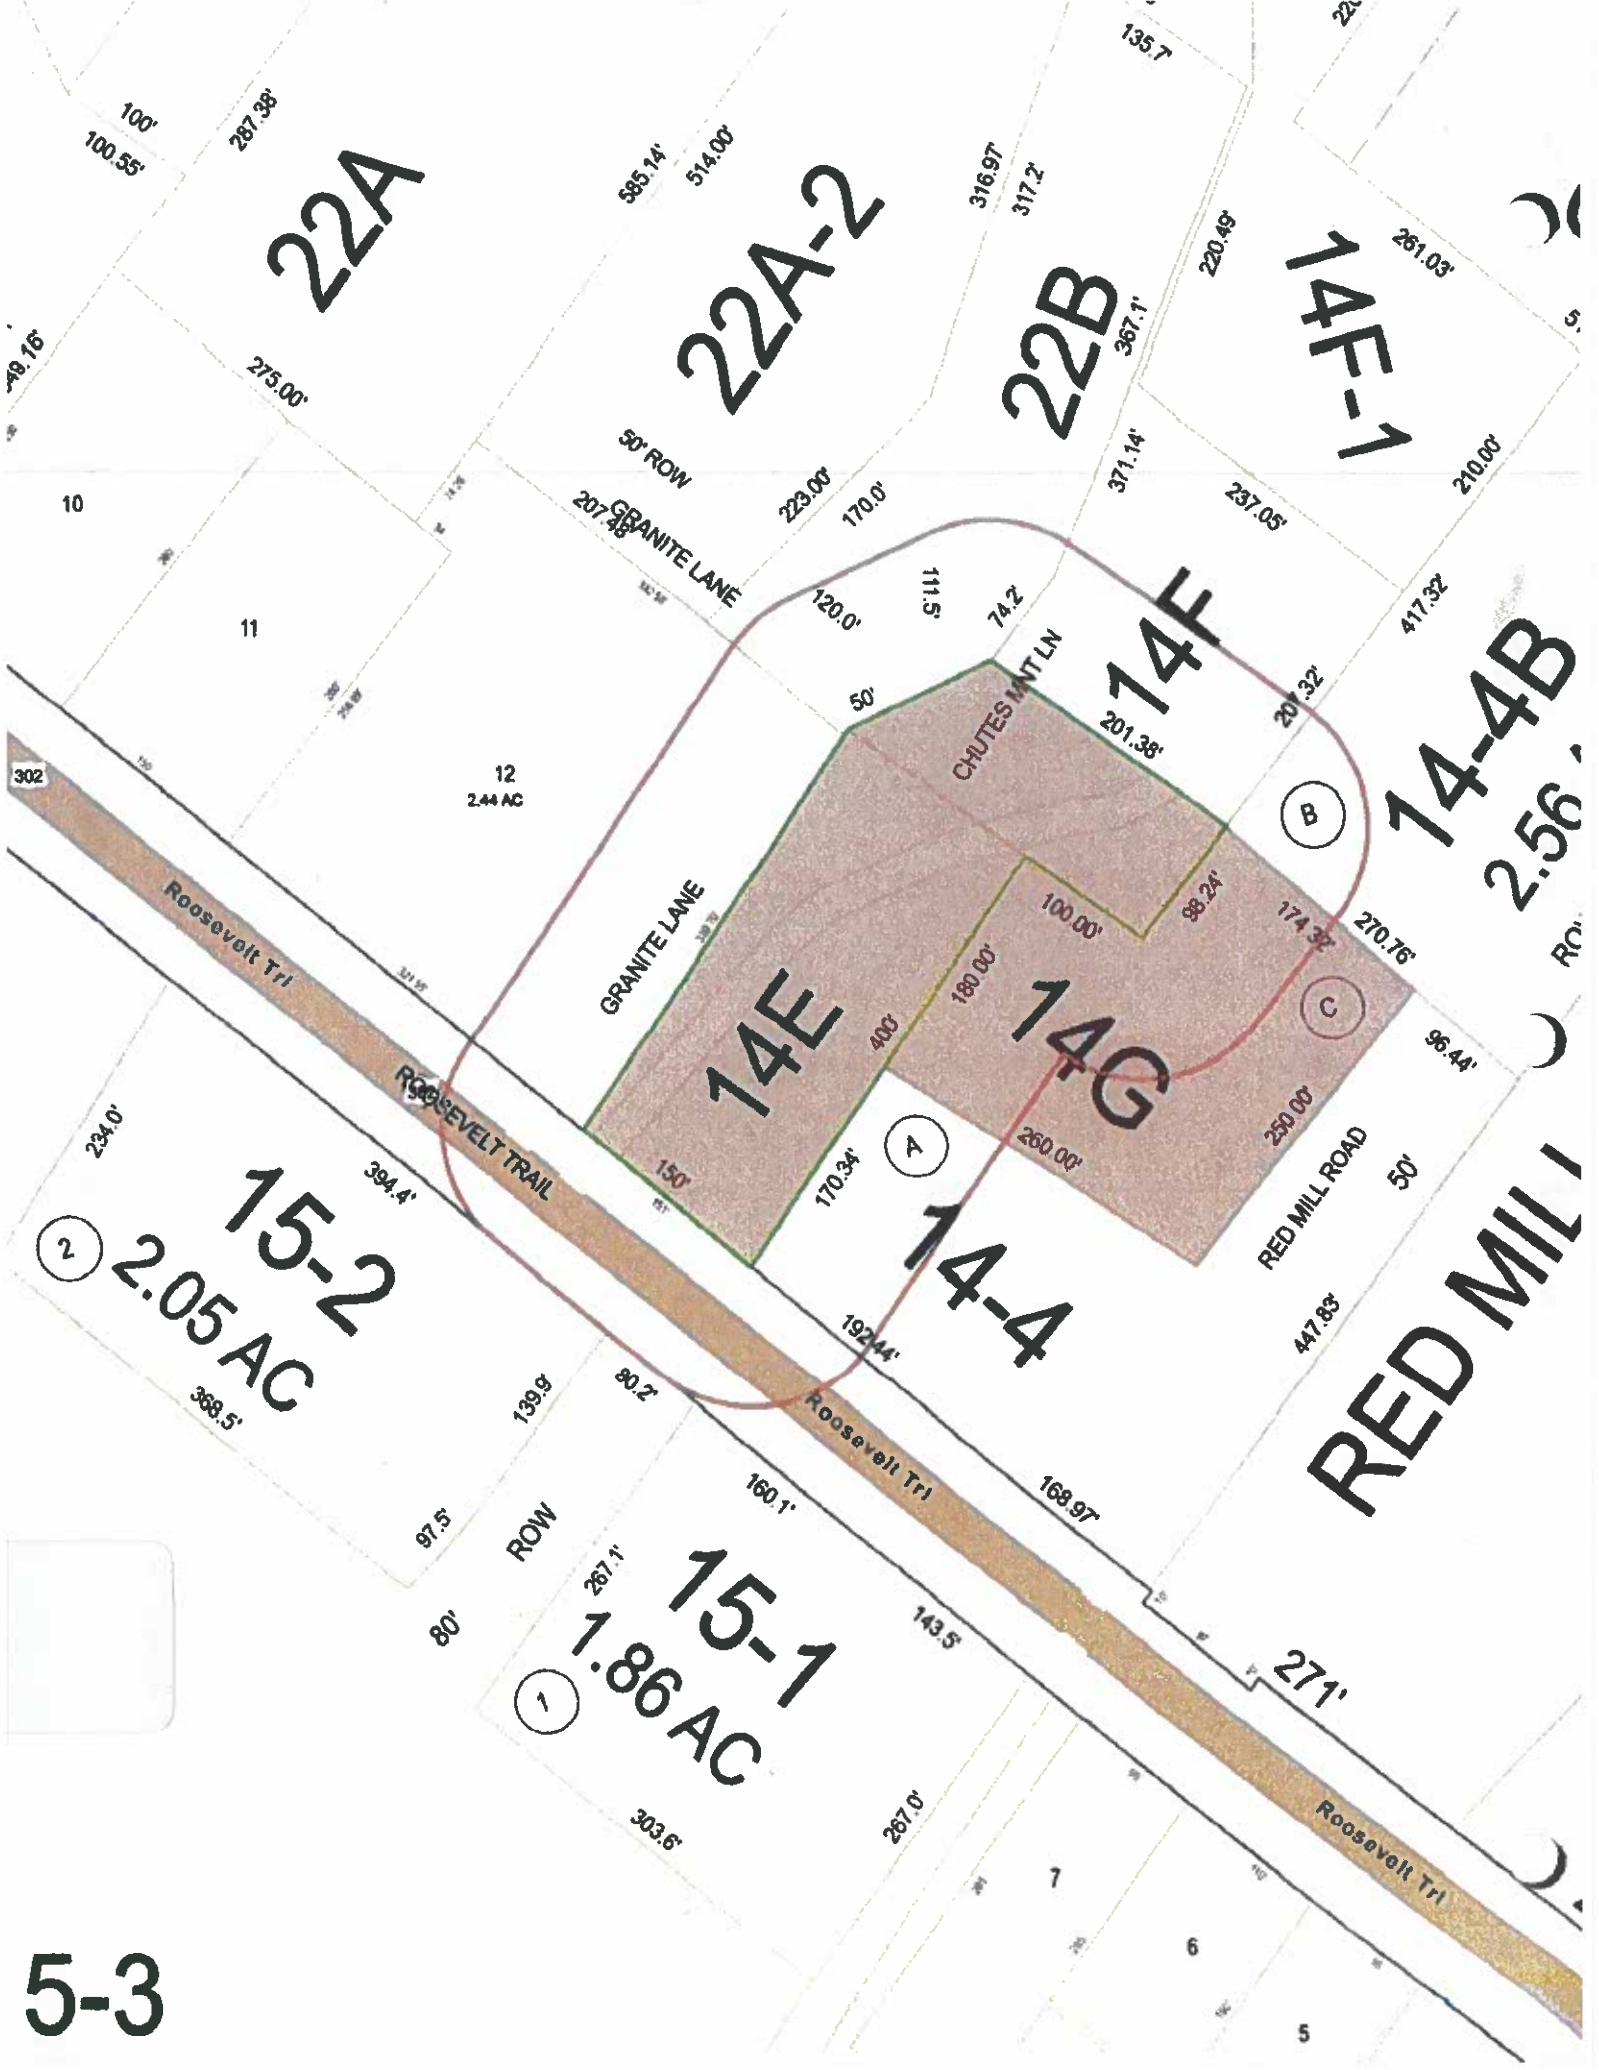 135.7'
100'
100.55'
287.38'
22A
585.14'
514.00'
22A-2
316.97'
317.2'
22B
367.1'
220.49'
14F-1
261.03'
275.00'
50' ROW
GRANITE LANE
207.48'
223.00'
170.0'
371.14'
237.05'
210.00'
10
11
120.0'
111.5'
74.2'
14F
417.32'
207.32'
14-4B
2.56
302
12
2.44 AC
50'
CHUTES MNT LN
201.38'
B
Roosevelt Trl
GRANITE LANE
100.00'
98.24'
174.32'
270.76'
180.00'
14E
400'
14G
C
96.44'
ROOSEVELT TRAIL
234.0'
394.4'
15-2
2.05 AC
2
150'
151'
170.34'
A
260.00'
250.00'
RED MILL ROAD
50'
14-4
192.44'
447.83'
RED MILL
368.5'
139.9'
80.2'
Roosevelt Trl
97.5'
ROW
80'
160.1'
168.97'
267.1'
15-1
1.86 AC
1
143.5'
271'
303.6'
267.0'
Roosevelt Trl
7
6
5
5-3